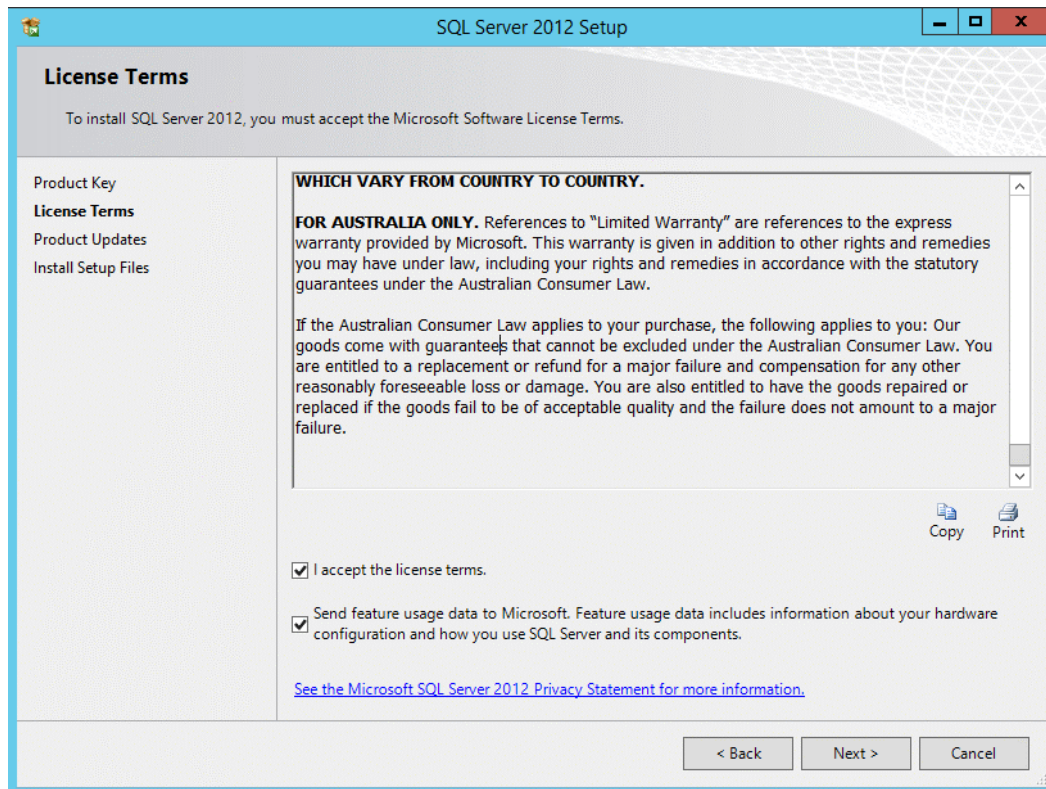 SQL Server 2012 Setup
License Terms
To install SQL Server 2012, you must accept the Microsoft Software License Terms.
Product Key
License Terms
Product Updates
Install Setup Files
WHICH VARY FROM COUNTRY TO COUNTRY.
FOR AUSTRALIA ONLY. References to “Limited Warranty” are references to the express
warranty provided by Microsoft. This warranty is given in addition to other rights and remedies
you may have under law, including your rights and remedies in accordance with the statutory
guarantees under the Australian Consumer Law.
If the Australian Consumer Law applies to your purchase, the following applies to you: Our
goods come with guarantees that cannot be excluded under the Australian Consumer Law. You
are entitled to a replacement or refund for a major failure and compensation for any other
reasonably foreseeable loss or damage. You are also entitled to have the goods repaired or
replaced if the goods fail to be of acceptable quality and the failure does not amount to a major
failure.
Copy Print
I accept the license terms.
Send feature usage data to Microsoft. Feature usage data includes information about your hardware
configuration and how you use SQL Server and its components.
See the Microsoft SQL Server 2012 Privacy Statement for more information.
< Back Next > Cancel